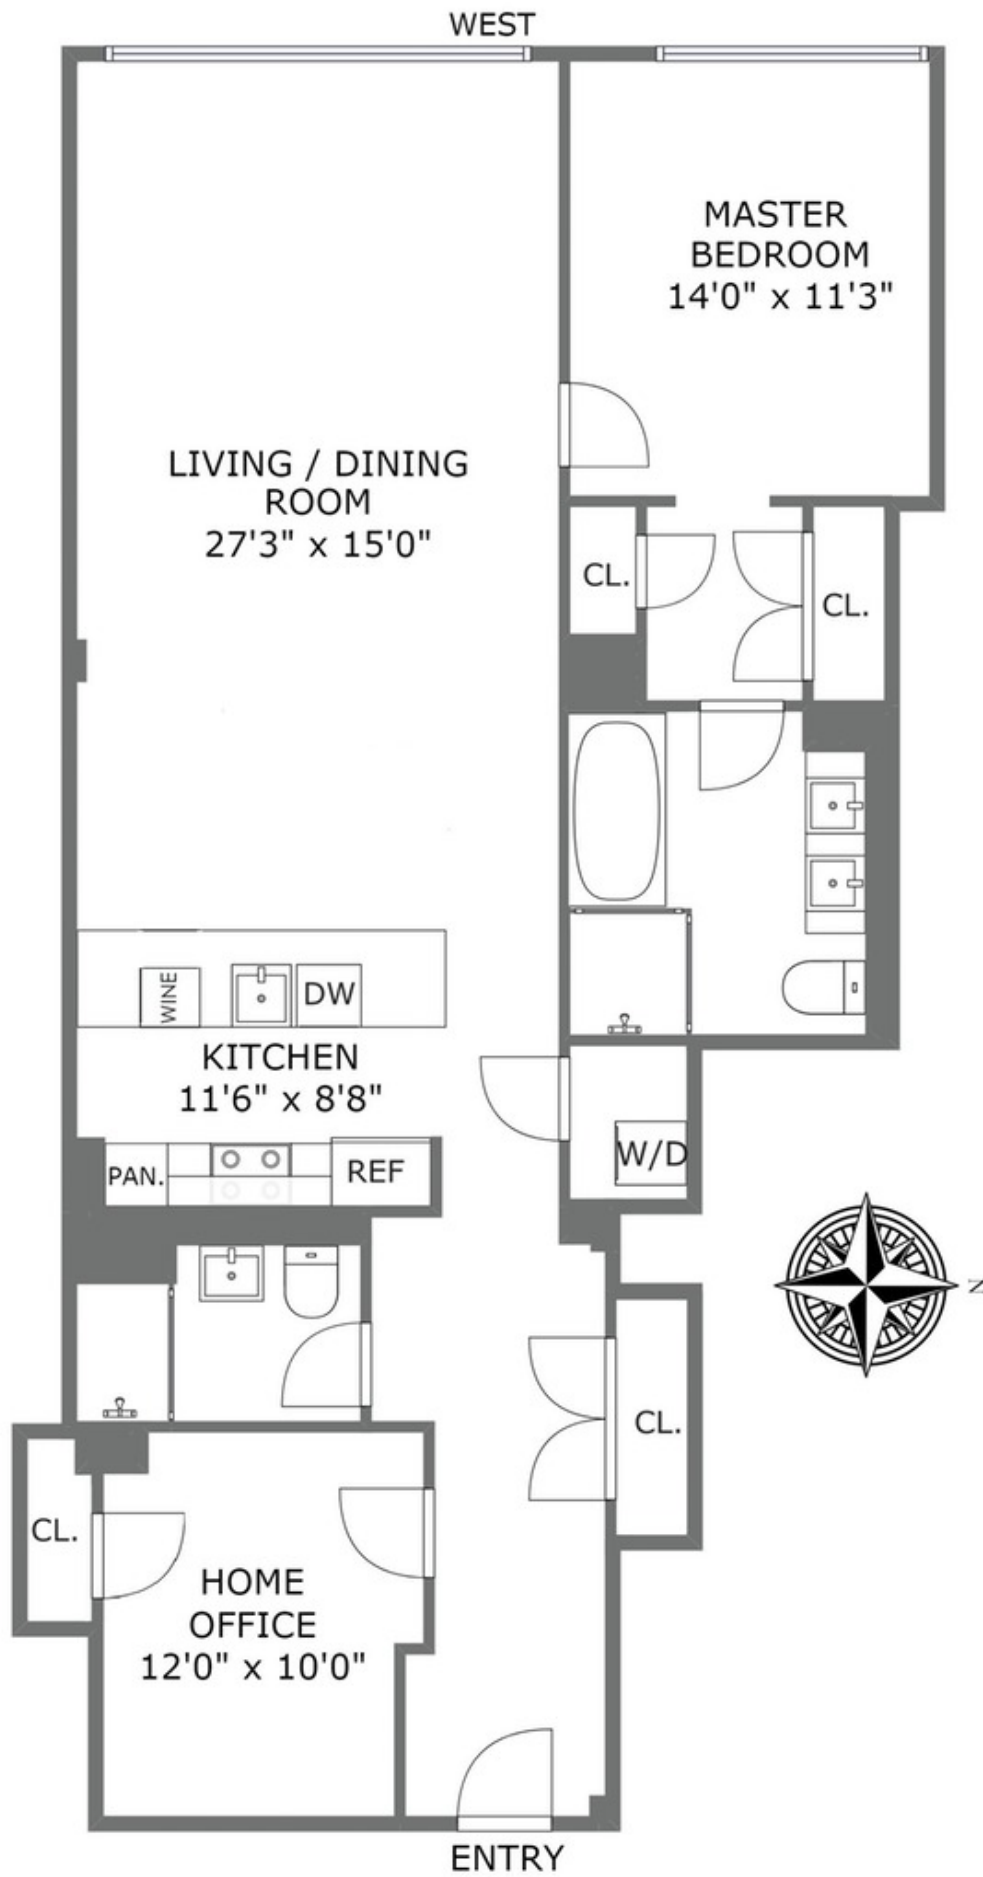 WEST
MASTER
BEDROOM
14'0" x 11'3"
LIVING / DINING
ROOM
27'3" x 15'0"
CL.
CL.
WINE
DW
KITCHEN
11'6" x 8'8"
PAN.
REF
W/D
N
CL.
CL.
HOME
OFFICE
12'0" x 10'0"
ENTRY